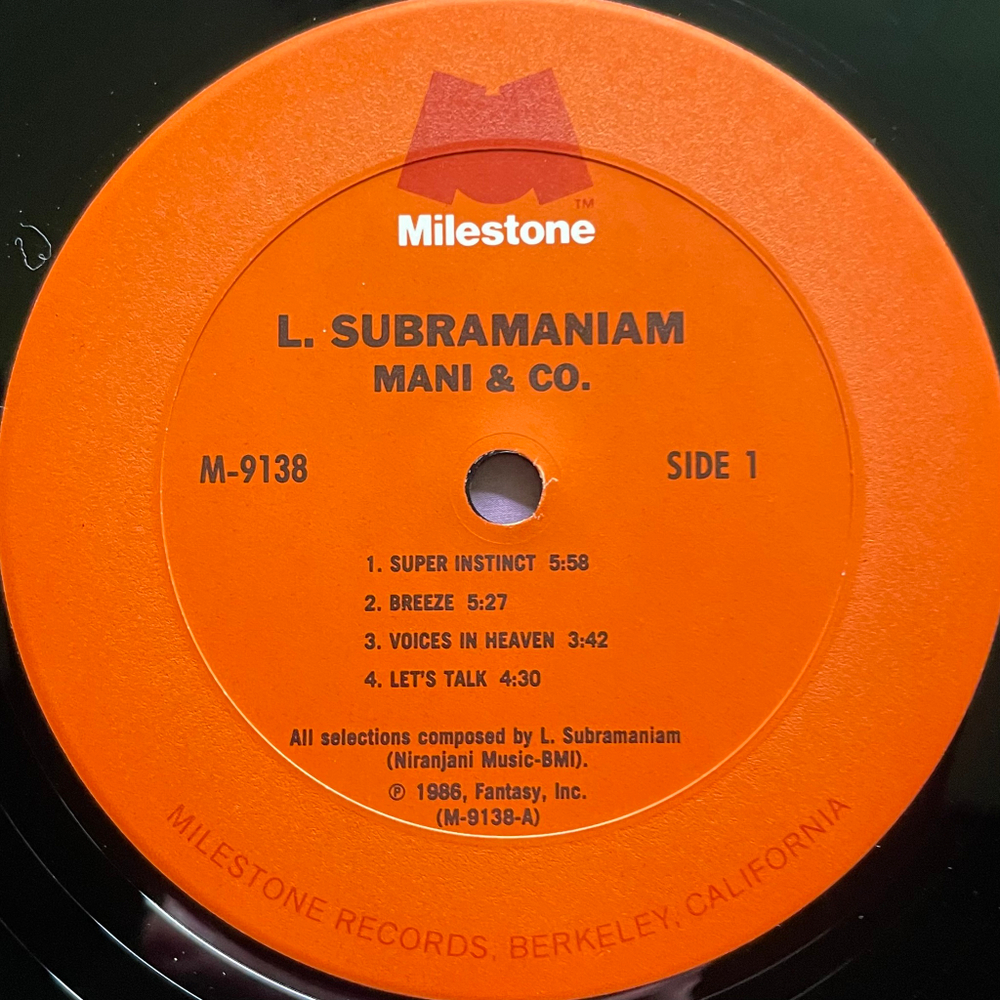 TM
Milestone
L. SUBRAMANIAM
MANI & CO.
M-9138
SIDE 1
1. SUPER INSTINCT 5:58
2. BREEZE 5:27
3. VOICES IN HEAVEN 3:42
4. LET'S TALK 4:30
All selections composed by L. Subramaniam
(Niranjani Music-BMI).
℗ 1986, Fantasy, Inc.
(M-9138-A)
MILESTONE RECORDS, BERKELEY, CALIFORNIA